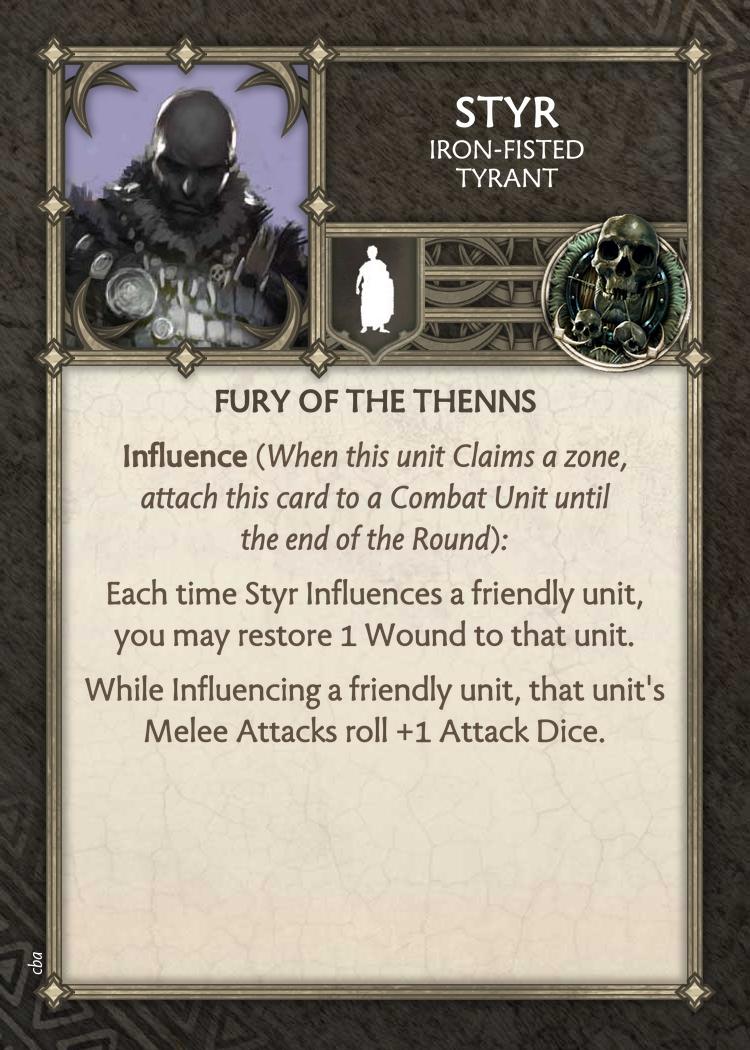 STYR
IRON-FISTED
TYRANT
FURY OF THE THENNS
Influence (When this unit Claims a zone,
attach this card to a Combat Unit until
the end of the Round):
Each time Styr Influences a friendly unit,
you may restore 1 Wound to that unit.
While Influencing a friendly unit, that unit's
Melee Attacks roll +1 Attack Dice.
cba